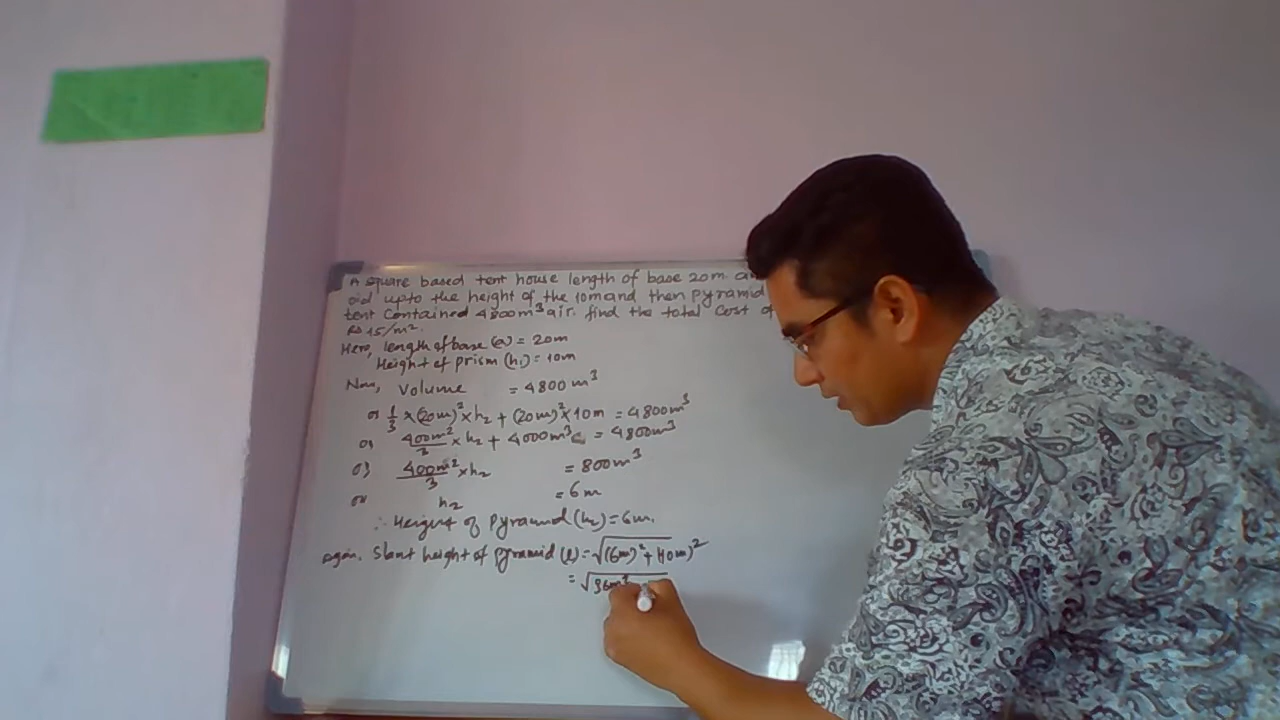 A square based tent house length of base 20m
oid upto the height of the 10m and then pyramid
tent contained 4800m³ air. find the total cost of
Rs 15/m².
Here, length of base (a) = 20m
Height of prism (h₁) = 10m
Now, Volume = 4800 m³
or 1/3 × (20m)² × h₂ + (20m)² × 10m = 4800m³
or, 400m²/3 × h₂ + 4000m³ = 4800m³
or, 400m²/3 × h₂ = 800m³
or h₂ = 6m
∴ Height of pyramid (h₂) = 6m.
Again, Slant height of pyramid (l) = √(6m)² + (10m)²
= √36m²